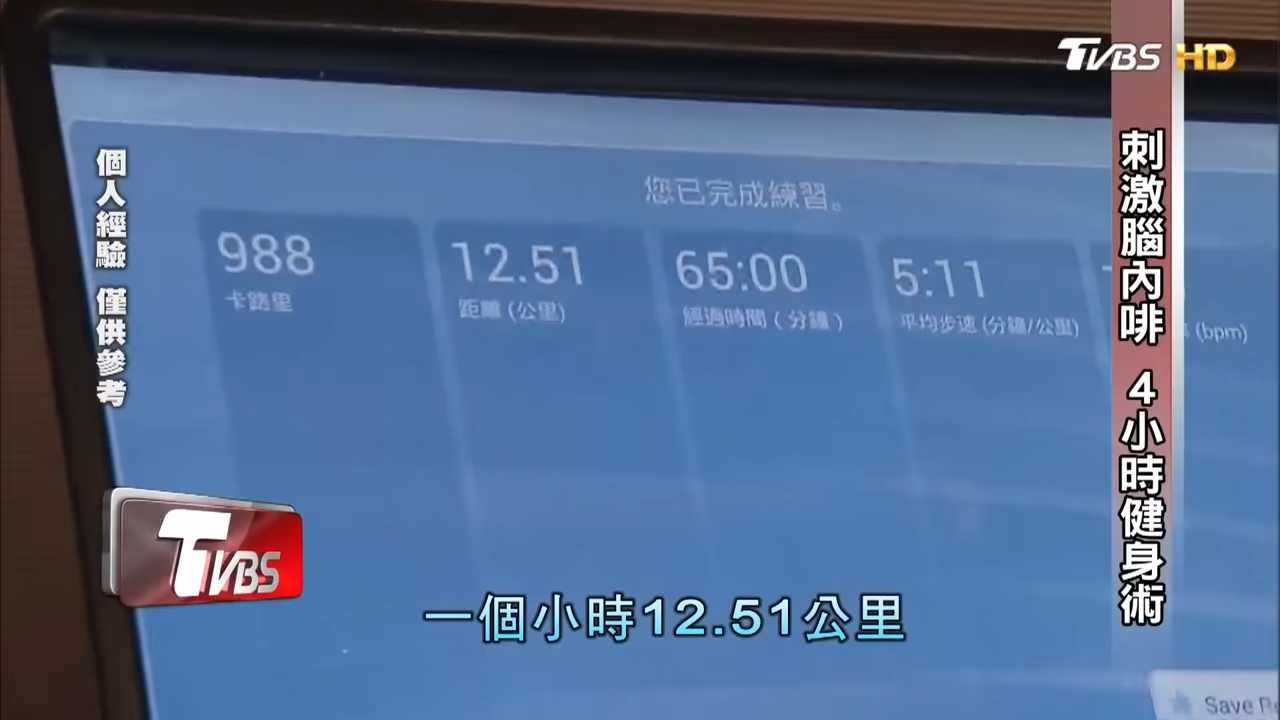 TVBS HD
刺激腦內啡 4小時健身術
個人經驗 僅供參考
您已完成練習。
988
卡路里
12.51
距離 (公里)
65:00
經過時間 ( 分鐘 )
5:11
平均步速 (分鐘/公里)
(bpm)
TVBS
一個小時12.51公里
Save